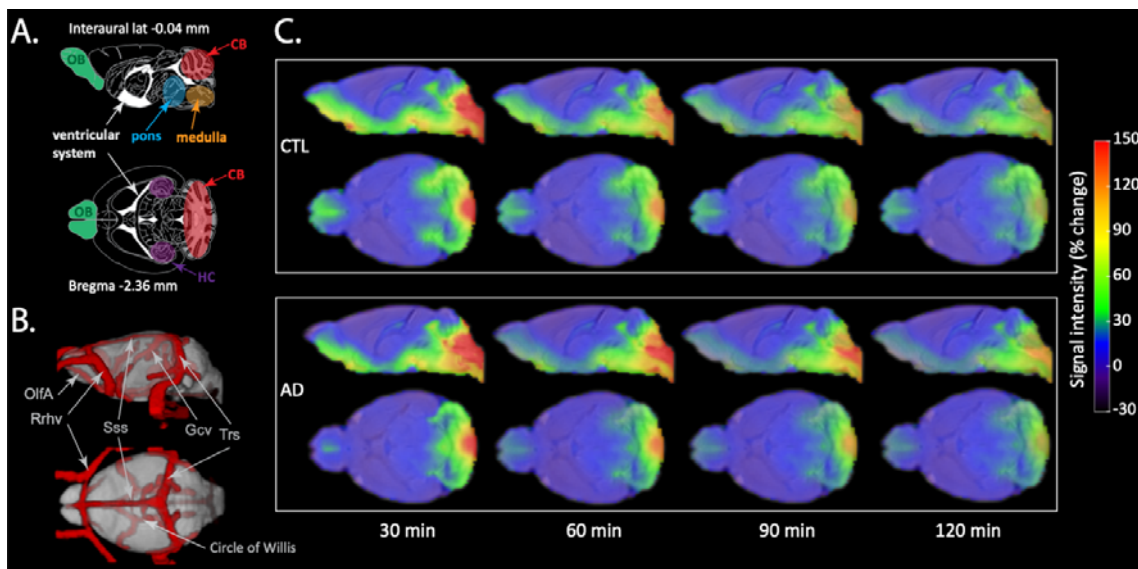 A.
Interaural lat -0.04 mm
OB
CB
ventricular
system
pons
medulla
CB
OB
HC
Bregma -2.36 mm
B.
OlfA
Rrhv
Sss
Gcv
Trs
Circle of Willis
C.
CTL
AD
30 min
60 min
90 min
120 min
Signal intensity (% change)
150
120
90
60
30
0
-30